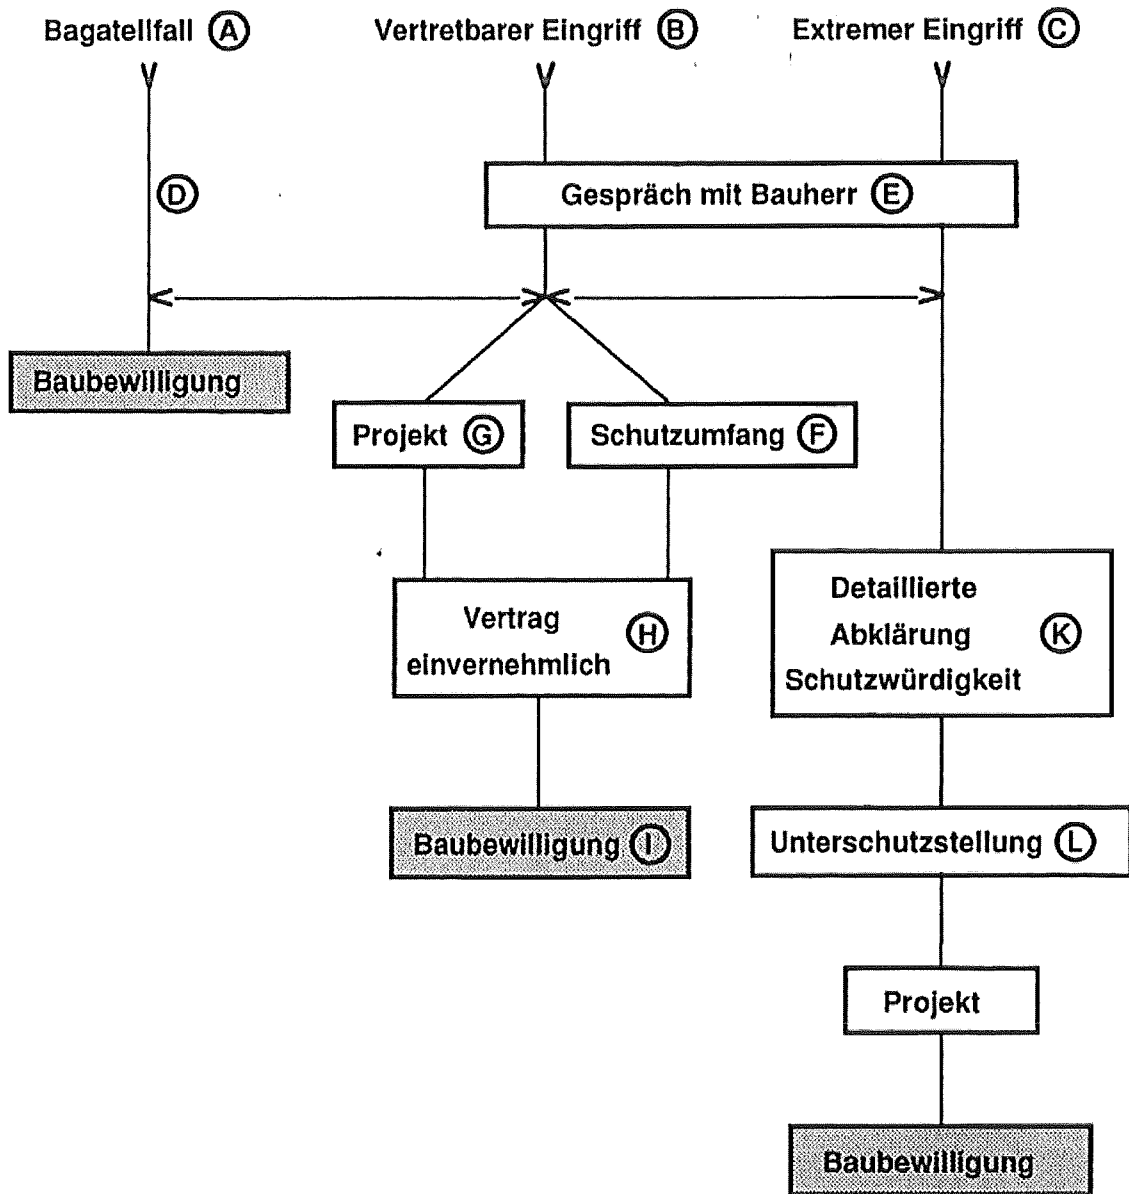 Bagatellfall A
Vertretbarer Eingriff B
Extremer Eingriff C
D
Gespräch mit Bauherr E
Baubewilligung
Projekt G
Schutzumfang F
Vertrag
einvernehmlich
H
Detaillierte
Abklärung
Schutzwürdigkeit
K
Baubewilligung I
Unterschutzstellung L
Projekt
Baubewilligung